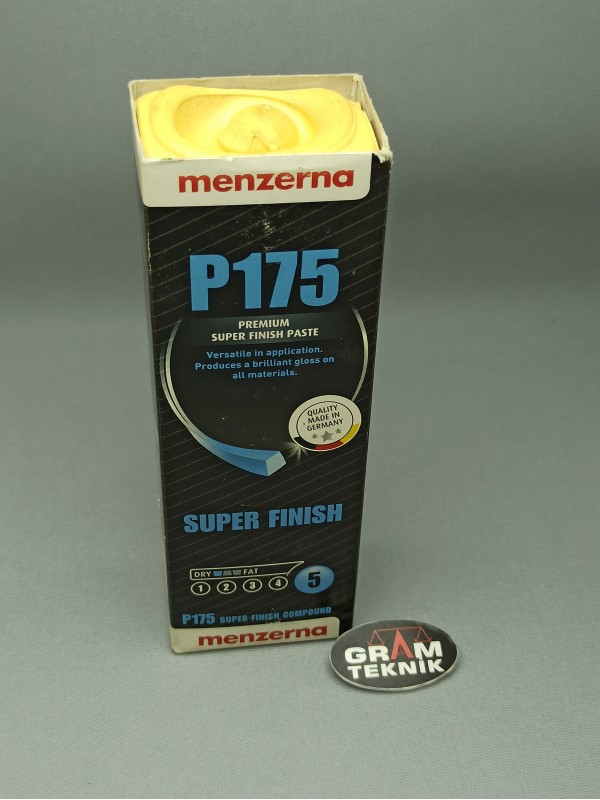 menzerna
P175
PREMIUM
SUPER FINISH PASTE
Versatile in application.
Produces a brilliant gloss on
all materials.
QUALITY
MADE IN
GERMANY
SUPER FINISH
DRY FAT
1 2 3 4 5
P175 SUPER FINISH COMPOUND
menzerna
GRAM
TEKNİK